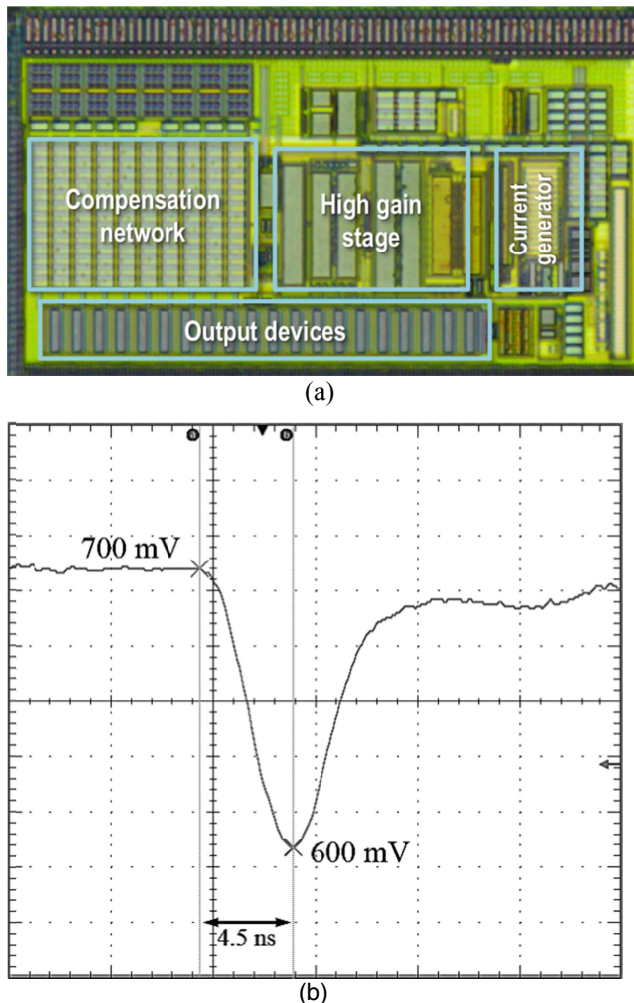 Compensation
network
High gain
stage
Current
generator
Output devices
(a)
a
b
700 mV
600 mV
4.5 ns
(b)